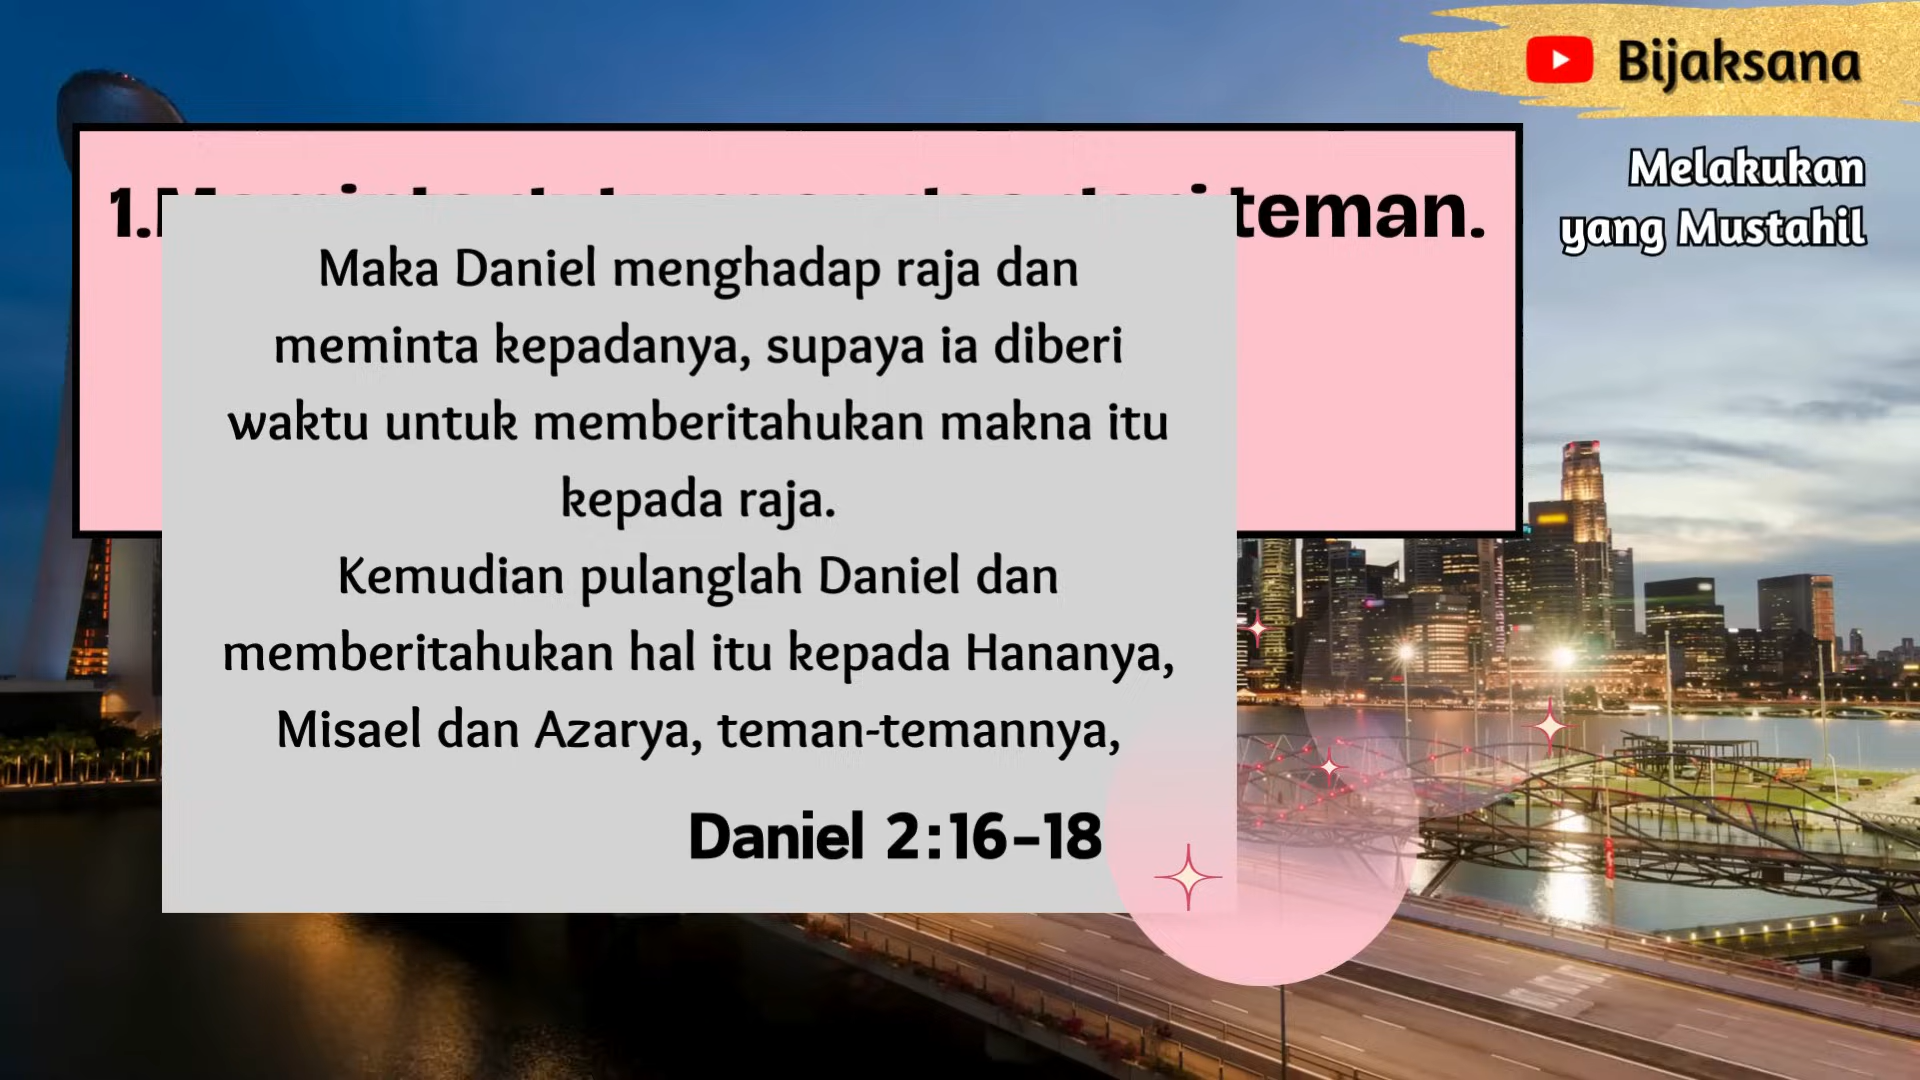 Bijaksana
Melakukan
yang Mustahil
1. teman.
Maka Daniel menghadap raja dan
meminta kepadanya, supaya ia diberi
waktu untuk memberitahukan makna itu
kepada raja.
Kemudian pulanglah Daniel dan
memberitahukan hal itu kepada Hananya,
Misael dan Azarya, teman-temannya,
Daniel 2:16-18